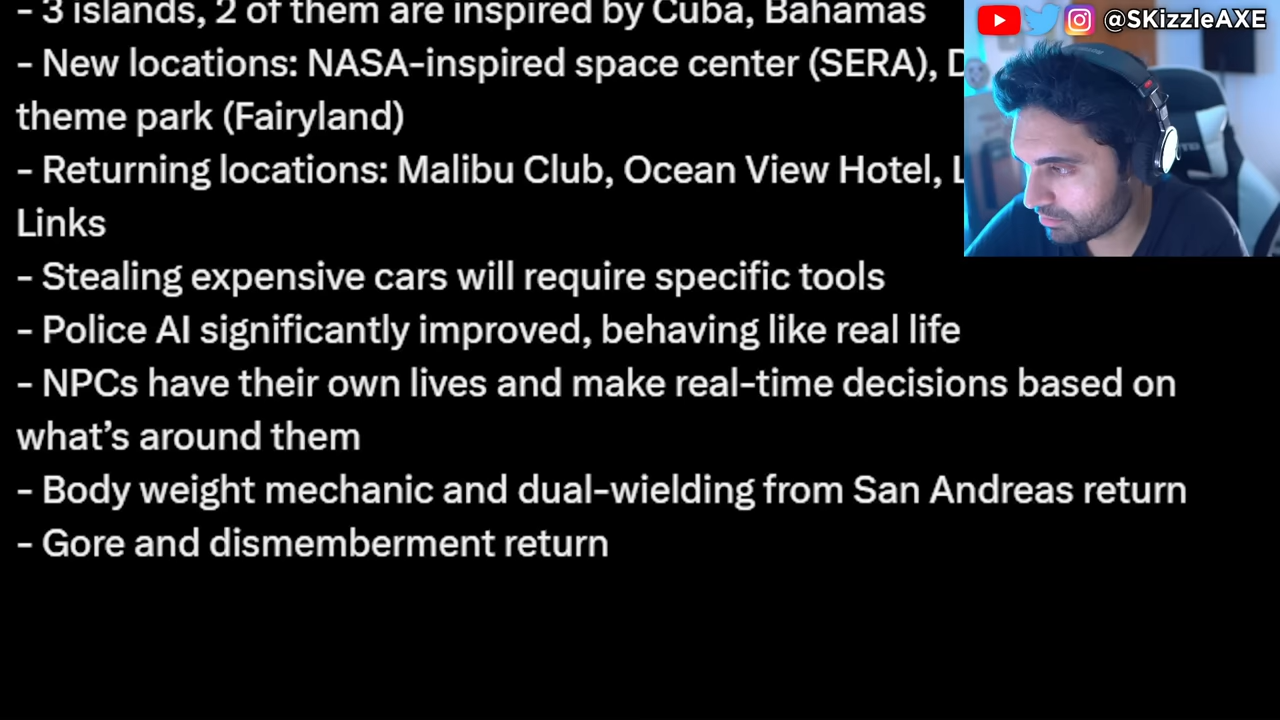 - 3 islands, 2 of them are inspired by Cuba, Bahamas
@SKizzleAXE
- New locations: NASA-inspired space center (SERA),
theme park (Fairyland)
- Returning locations: Malibu Club, Ocean View Hotel,
Links
- Stealing expensive cars will require specific tools
- Police AI significantly improved, behaving like real life
- NPCs have their own lives and make real-time decisions based on
what's around them
- Body weight mechanic and dual-wielding from San Andreas return
- Gore and dismemberment return